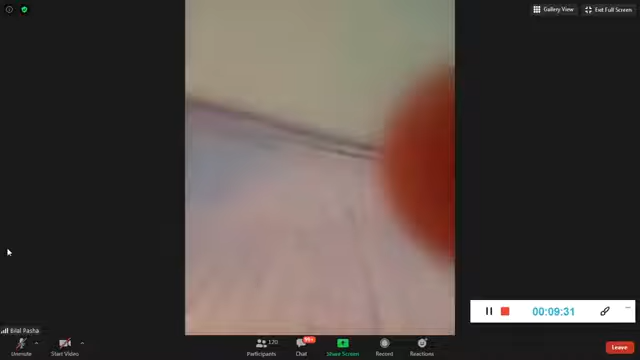 Gallery View
Exit Full Screen
00:09:31
Bilal Pasha
Unmute
Start Video
Participants
120
Chat
99+
Share Screen
Record
Reactions
Leave